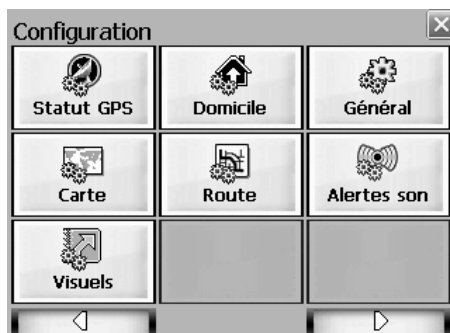 Configuration
Statut GPS
Domicile
Général
Carte
Route
Alertes son
Visuels